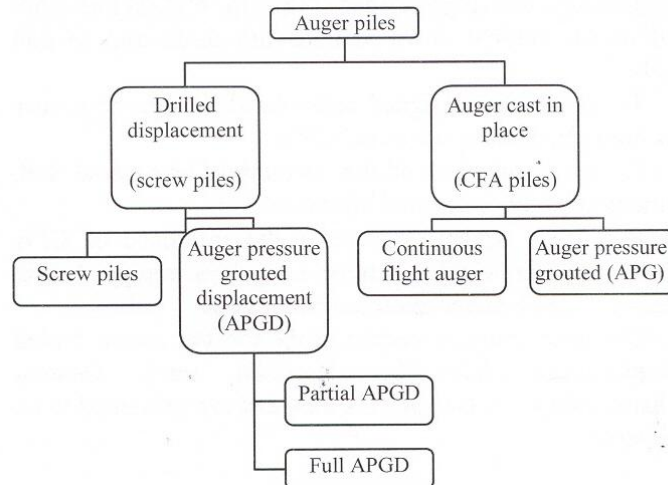 Auger piles
Drilled
displacement
(screw piles)
Auger cast in
place
(CFA piles)
Screw piles
Auger pressure
grouted
displacement
(APGD)
Continuous
flight auger
Auger pressure
grouted (APG)
Partial APGD
Full APGD